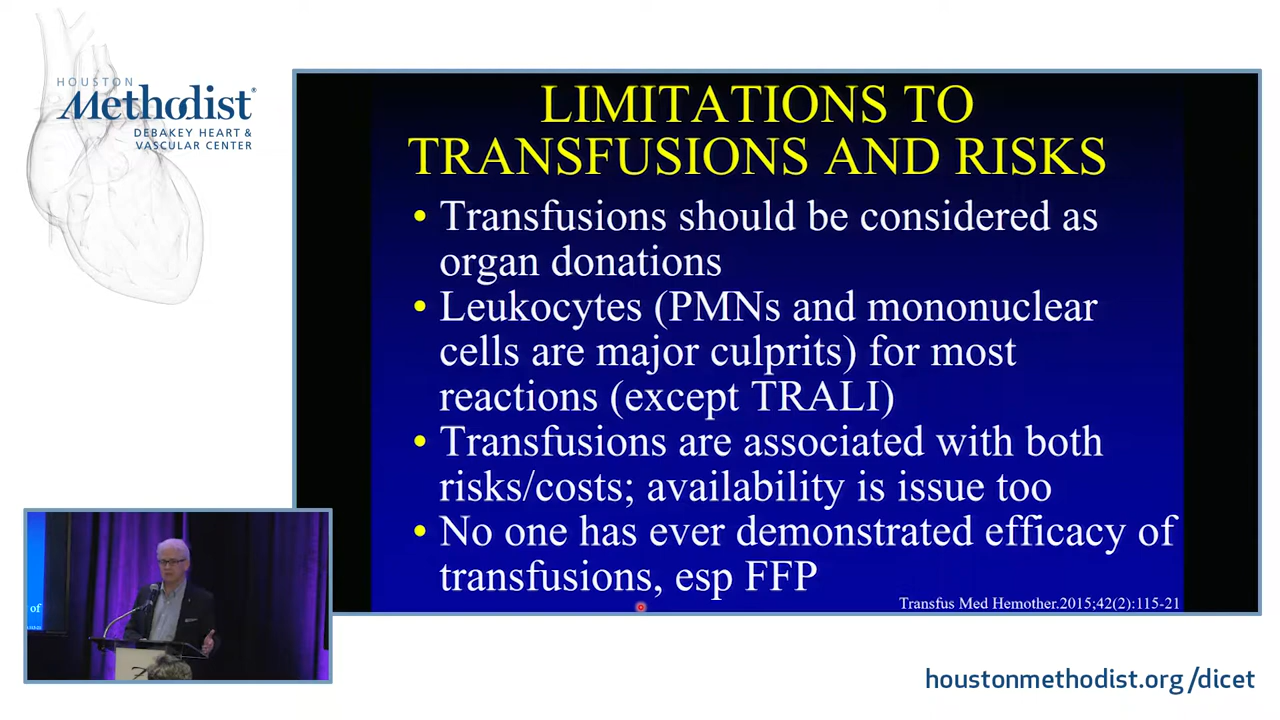 HOUSTON
Methodist®
DEBAKEY HEART &
VASCULAR CENTER
LIMITATIONS TO
TRANSFUSIONS AND RISKS
• Transfusions should be considered as
organ donations
• Leukocytes (PMNs and mononuclear
cells are major culprits) for most
reactions (except TRALI)
• Transfusions are associated with both
risks/costs; availability is issue too
• No one has ever demonstrated efficacy of
transfusions, esp FFP
Transfus Med Hemother.2015;42(2):115-21
of
houstonmethodist.org/dicet